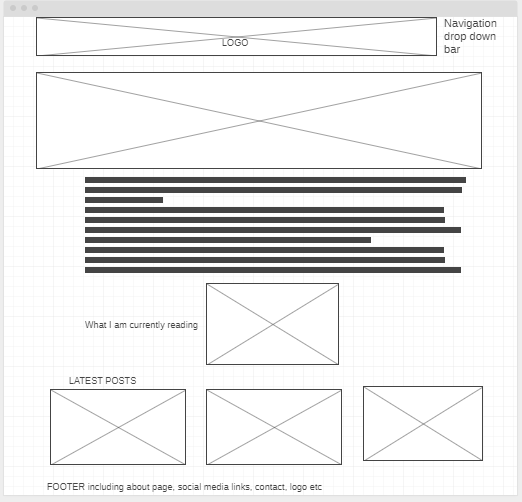 Navigation
drop down
bar
LOGO
What I am currently reading
LATEST POSTS
FOOTER including about page, social media links, contact, logo etc